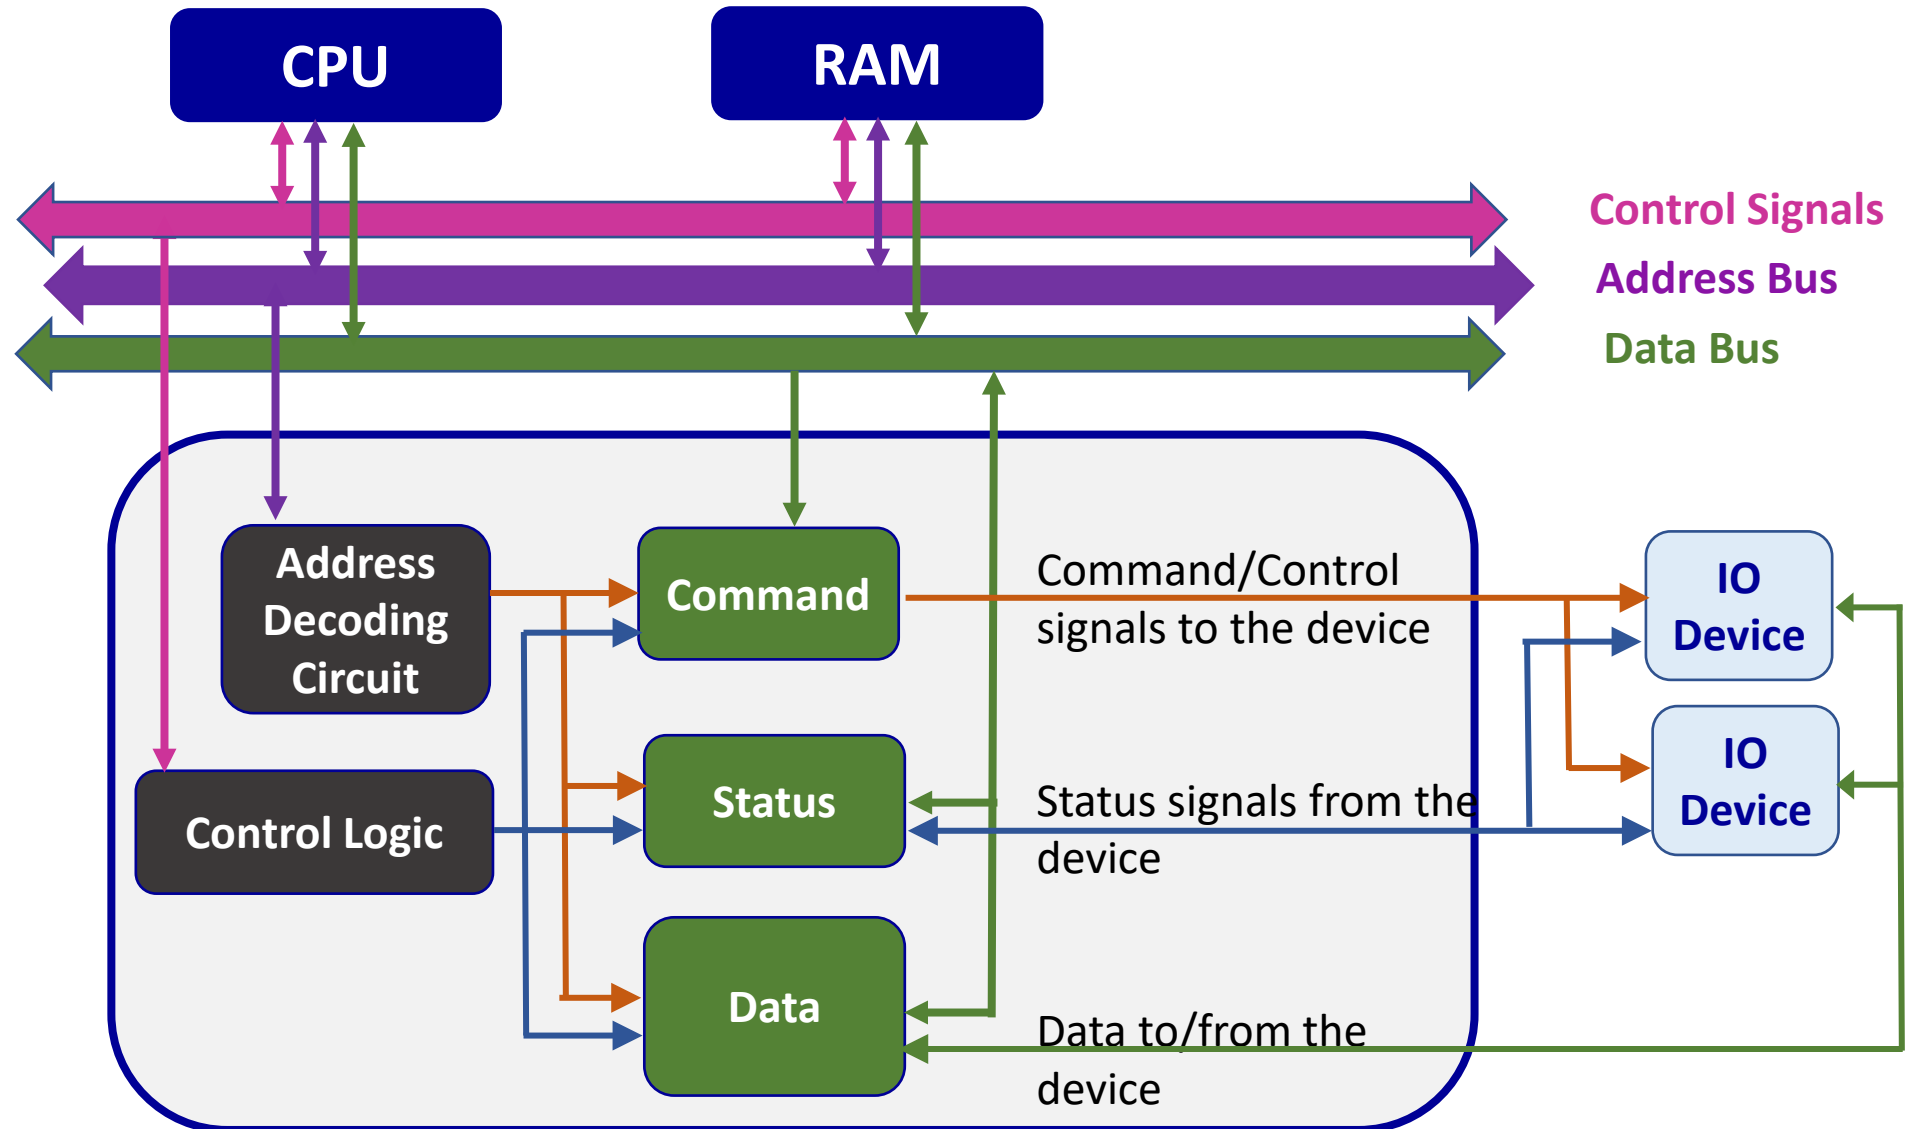 CPU
RAM
Control Signals
Address Bus
Data Bus
Address
Decoding
Circuit
Command
Command/Control
signals to the device
IO
Device
Control Logic
Status
Status signals from the
device
IO
Device
Data
Data to/from the
device